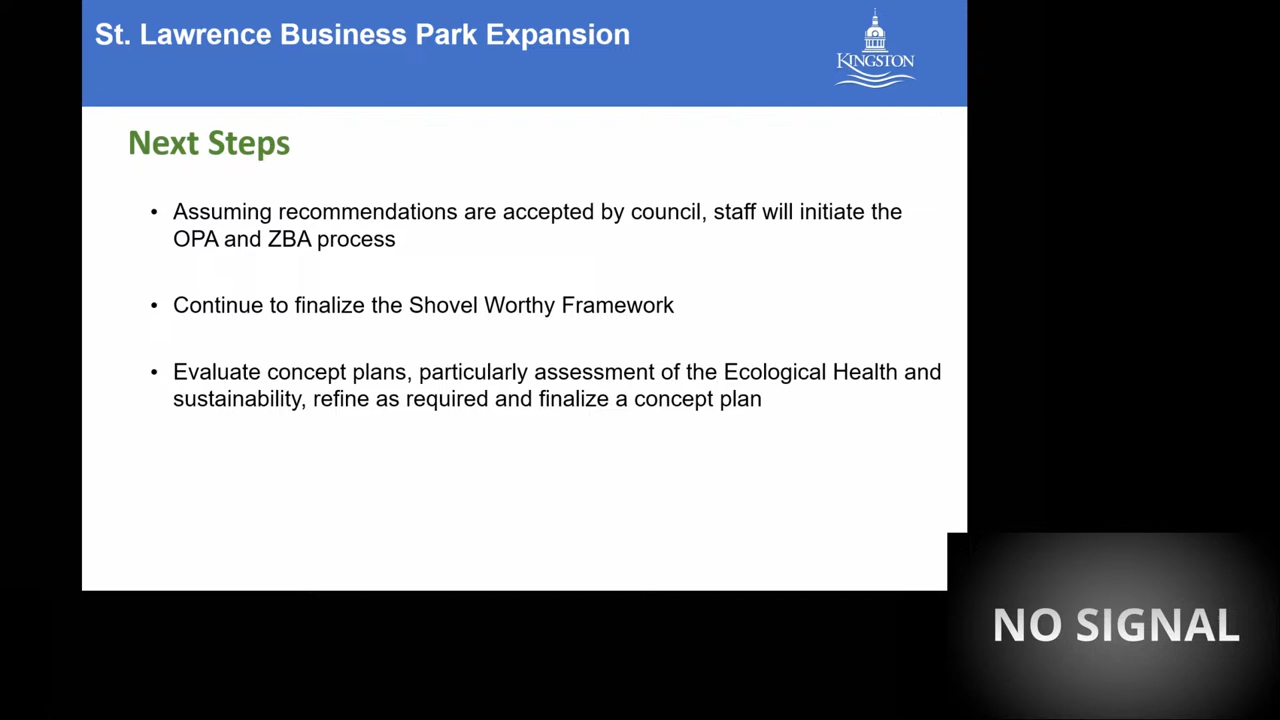 St. Lawrence Business Park Expansion
KINGSTON
Next Steps
• Assuming recommendations are accepted by council, staff will initiate the
OPA and ZBA process
• Continue to finalize the Shovel Worthy Framework
• Evaluate concept plans, particularly assessment of the Ecological Health and
sustainability, refine as required and finalize a concept plan
NO SIGNAL